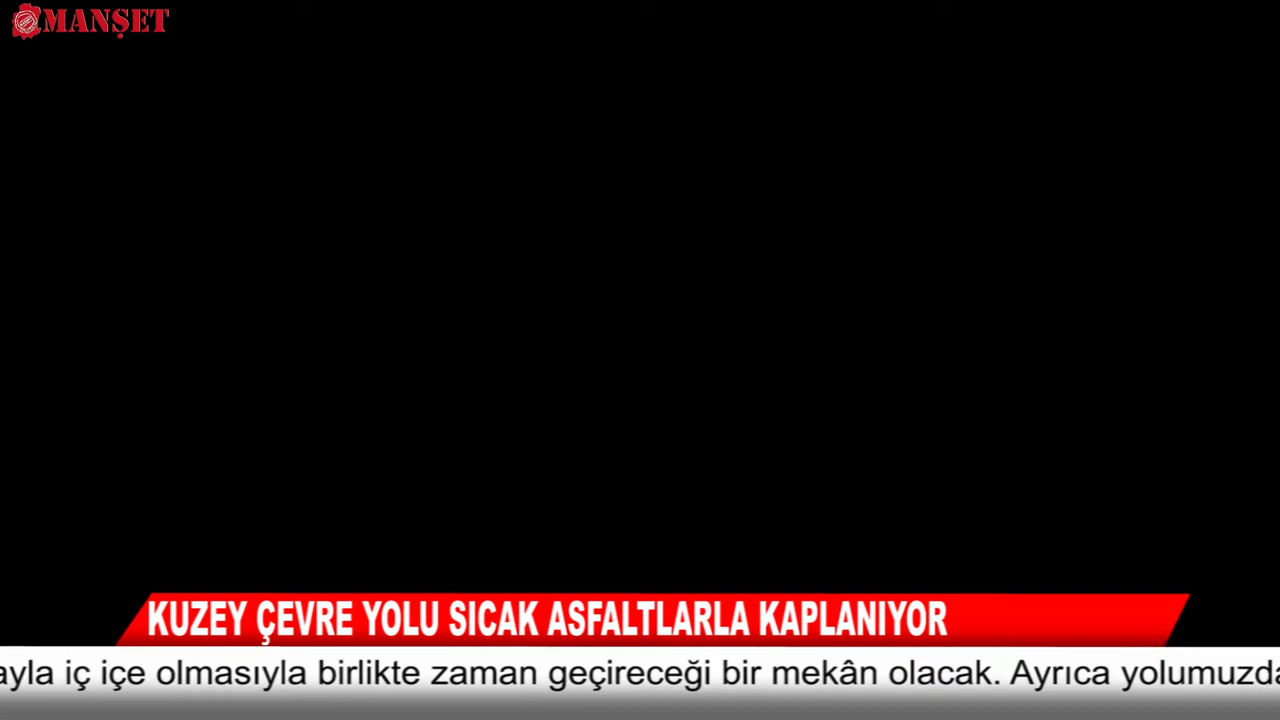 MANŞET
KUZEY ÇEVRE YOLU SICAK ASFALTLARLA KAPLANIYOR
ayla iç içe olmasıyla birlikte zaman geçireceği bir mekân olacak. Ayrıca yolumuzda